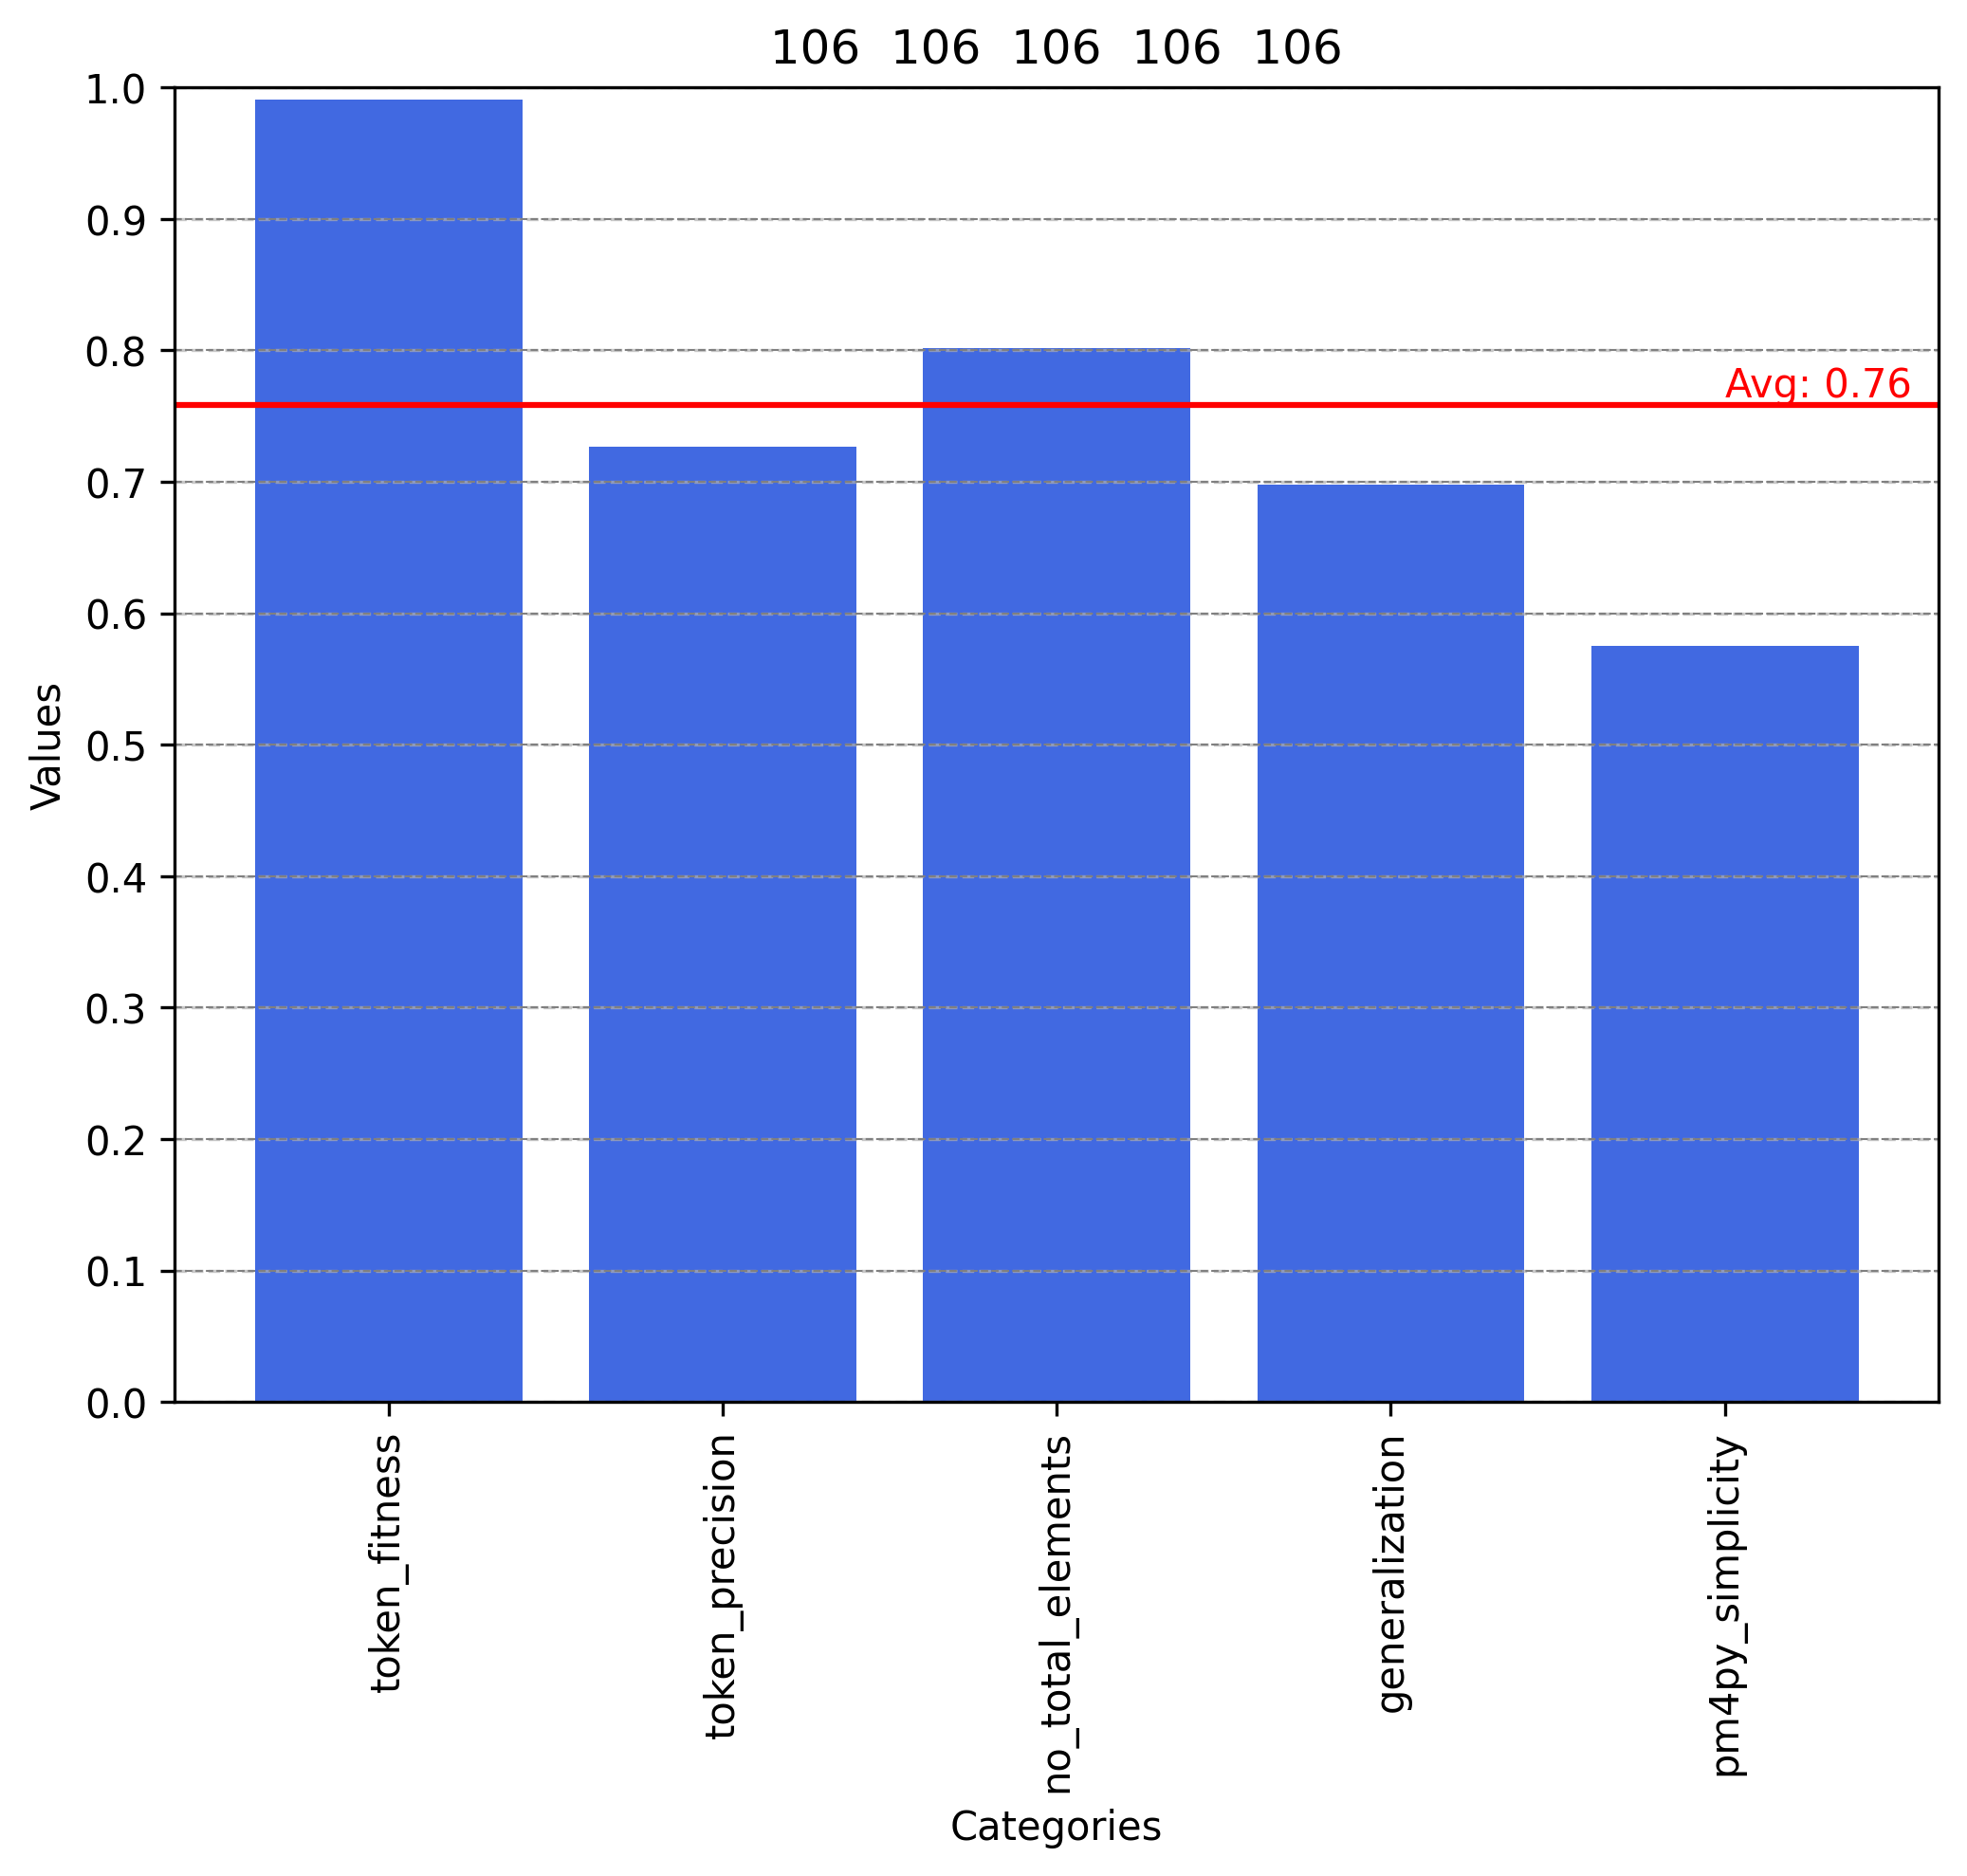 106 106 106 106 106
1.0
0.9
0.8
Avg: 0.76
0.7
0.6
0.5
0.4
0.3
0.2
0.1
0.0
Values
token_fitness
token_precision
no_total_elements
generalization
pm4py_simplicity
Categories